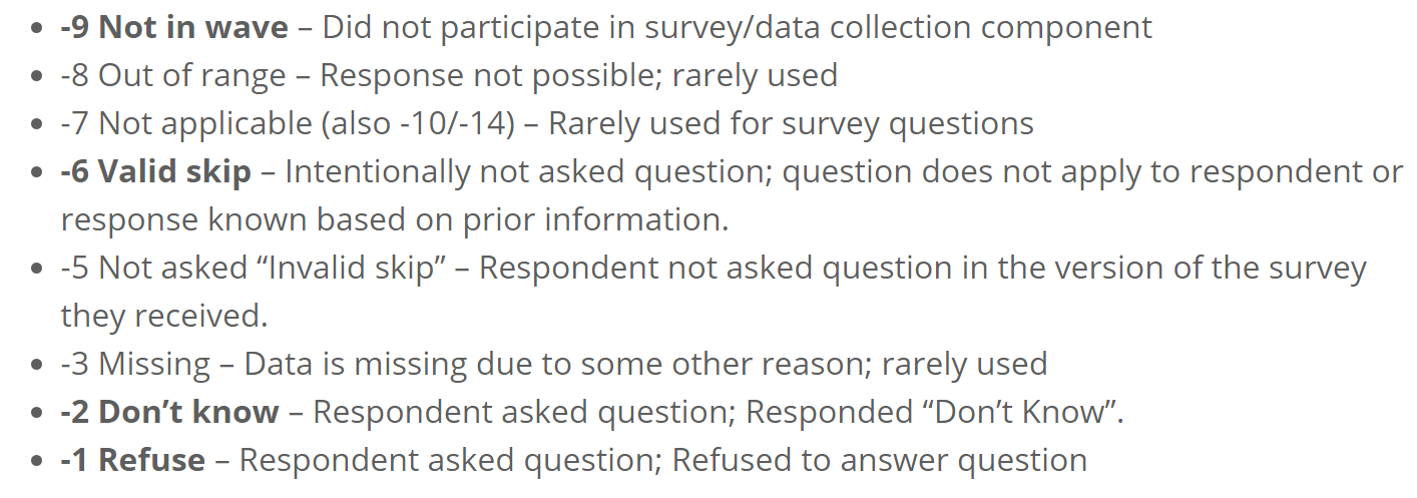 • -9 Not in wave – Did not participate in survey/data collection component
• -8 Out of range – Response not possible; rarely used
• -7 Not applicable (also -10/-14) – Rarely used for survey questions
• -6 Valid skip – Intentionally not asked question; question does not apply to respondent or
response known based on prior information.
• -5 Not asked “Invalid skip” – Respondent not asked question in the version of the survey
they received.
• -3 Missing – Data is missing due to some other reason; rarely used
• -2 Don’t know – Respondent asked question; Responded “Don’t Know”.
• -1 Refuse – Respondent asked question; Refused to answer question